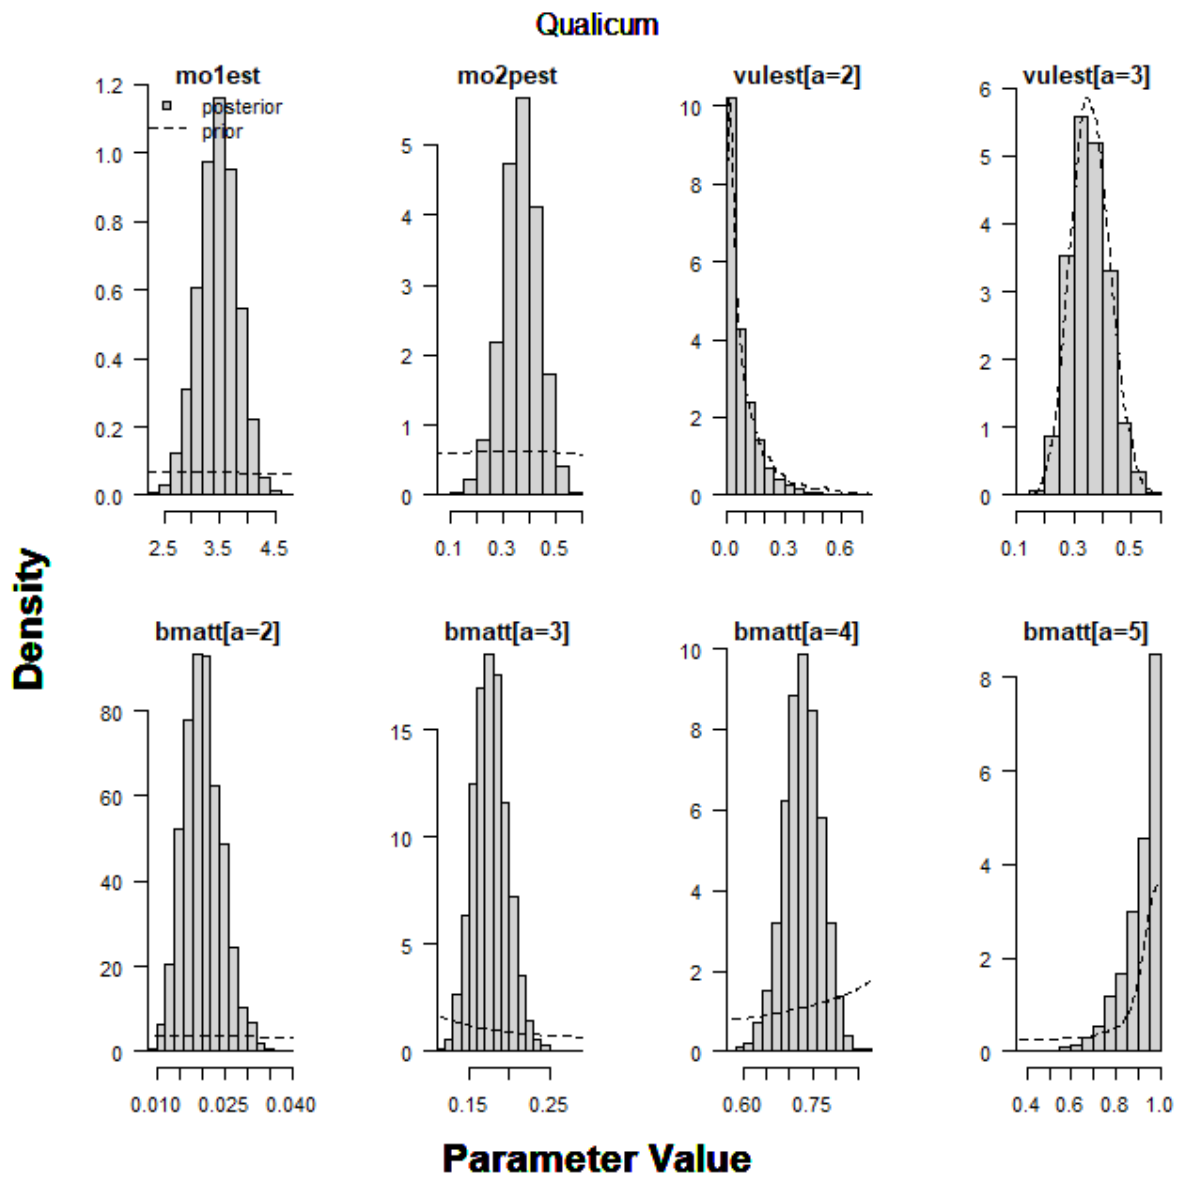 Qualicum
mo1est
mo2pest
vulest[a=2]
vulest[a=3]
posterior
prior
1.2
1.0
0.8
0.6
0.4
0.2
0.0
2.5 3.5 4.5
5
4
3
2
1
0
0.1 0.3 0.5
10
8
6
4
2
0
0.0 0.3 0.6
6
5
4
3
2
1
0
0.1 0.3 0.5
Density
bmatt[a=2]
bmatt[a=3]
bmatt[a=4]
bmatt[a=5]
80
60
40
20
0
0.010 0.025 0.040
15
10
5
0
0.15 0.25
10
8
6
4
2
0
0.60 0.75
8
6
4
2
0
0.4 0.6 0.8 1.0
Parameter Value